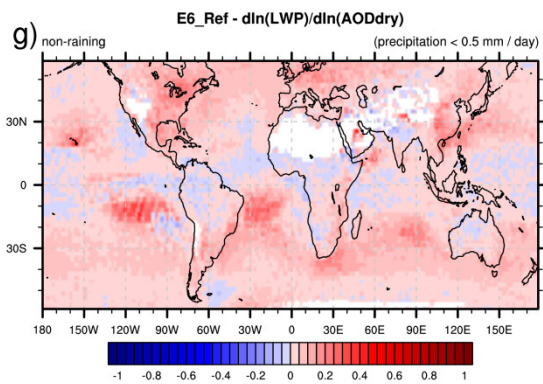 g)
E6_Ref - dln(LWP)/dln(AODdry)
non-raining (precipitation < 0.5 mm / day)
30N
0
30S
180 150W 120W 90W 60W 30W 0 30E 60E 90E 120E 150E
-1 -0.8 -0.6 -0.4 -0.2 0 0.2 0.4 0.6 0.8 1